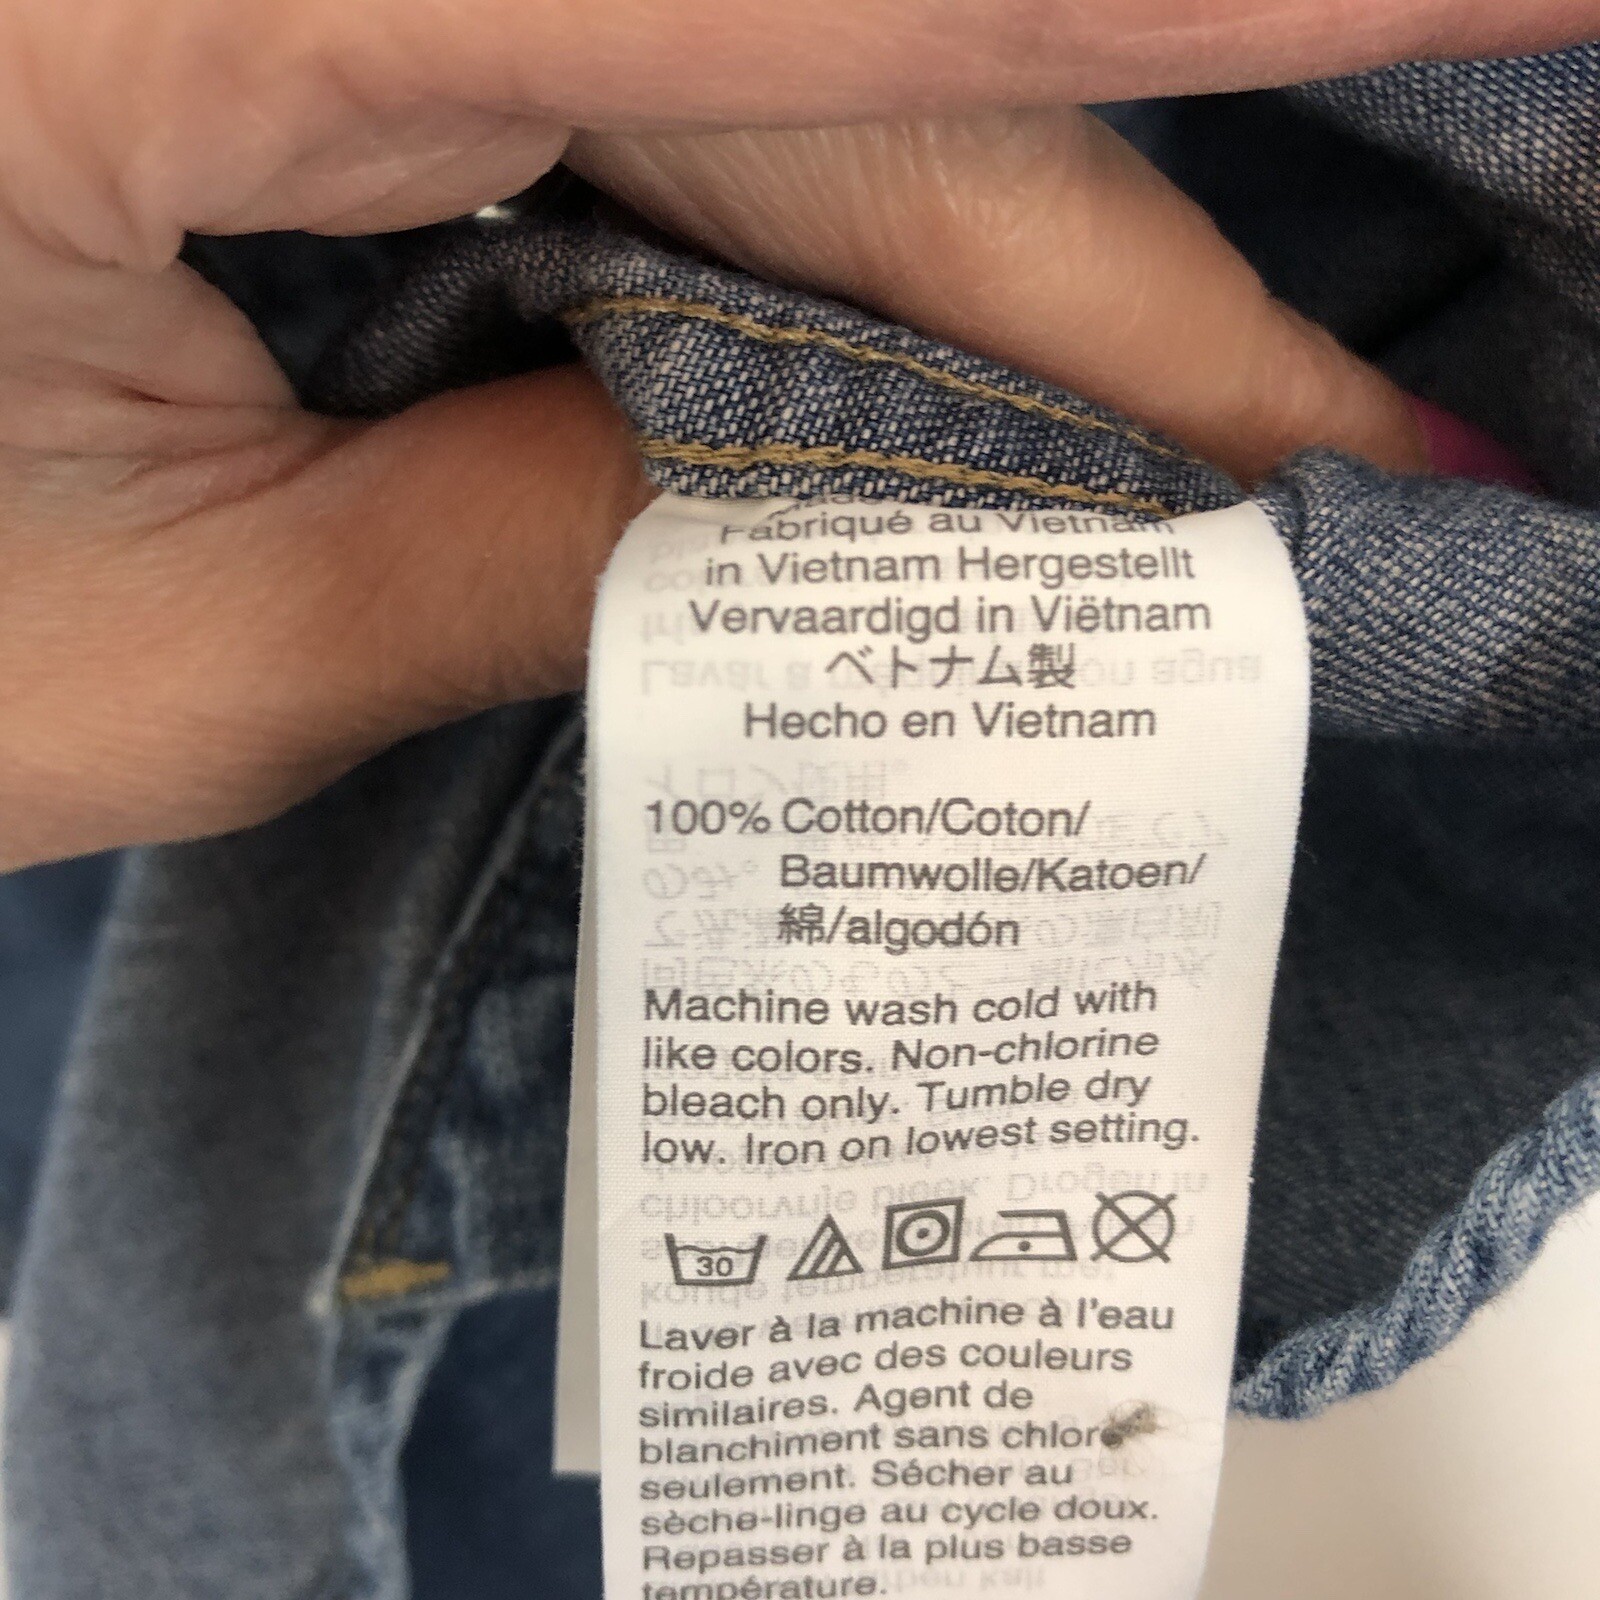 Fabriqué au Vietnam
in Vietnam Hergestellt
Vervaardigd in Viëtnam
ベトナム製
Hecho en Vietnam
100% Cotton/Coton/
Baumwolle/Katoen/
綿/algodón
Machine wash cold with
like colors. Non-chlorine
bleach only. Tumble dry
low. Iron on lowest setting.
30
Laver à la machine à l'eau
froide avec des couleurs
similaires. Agent de
blanchiment sans chlore
seulement. Sécher au
sèche-linge au cycle doux.
Repasser à la plus basse
température.